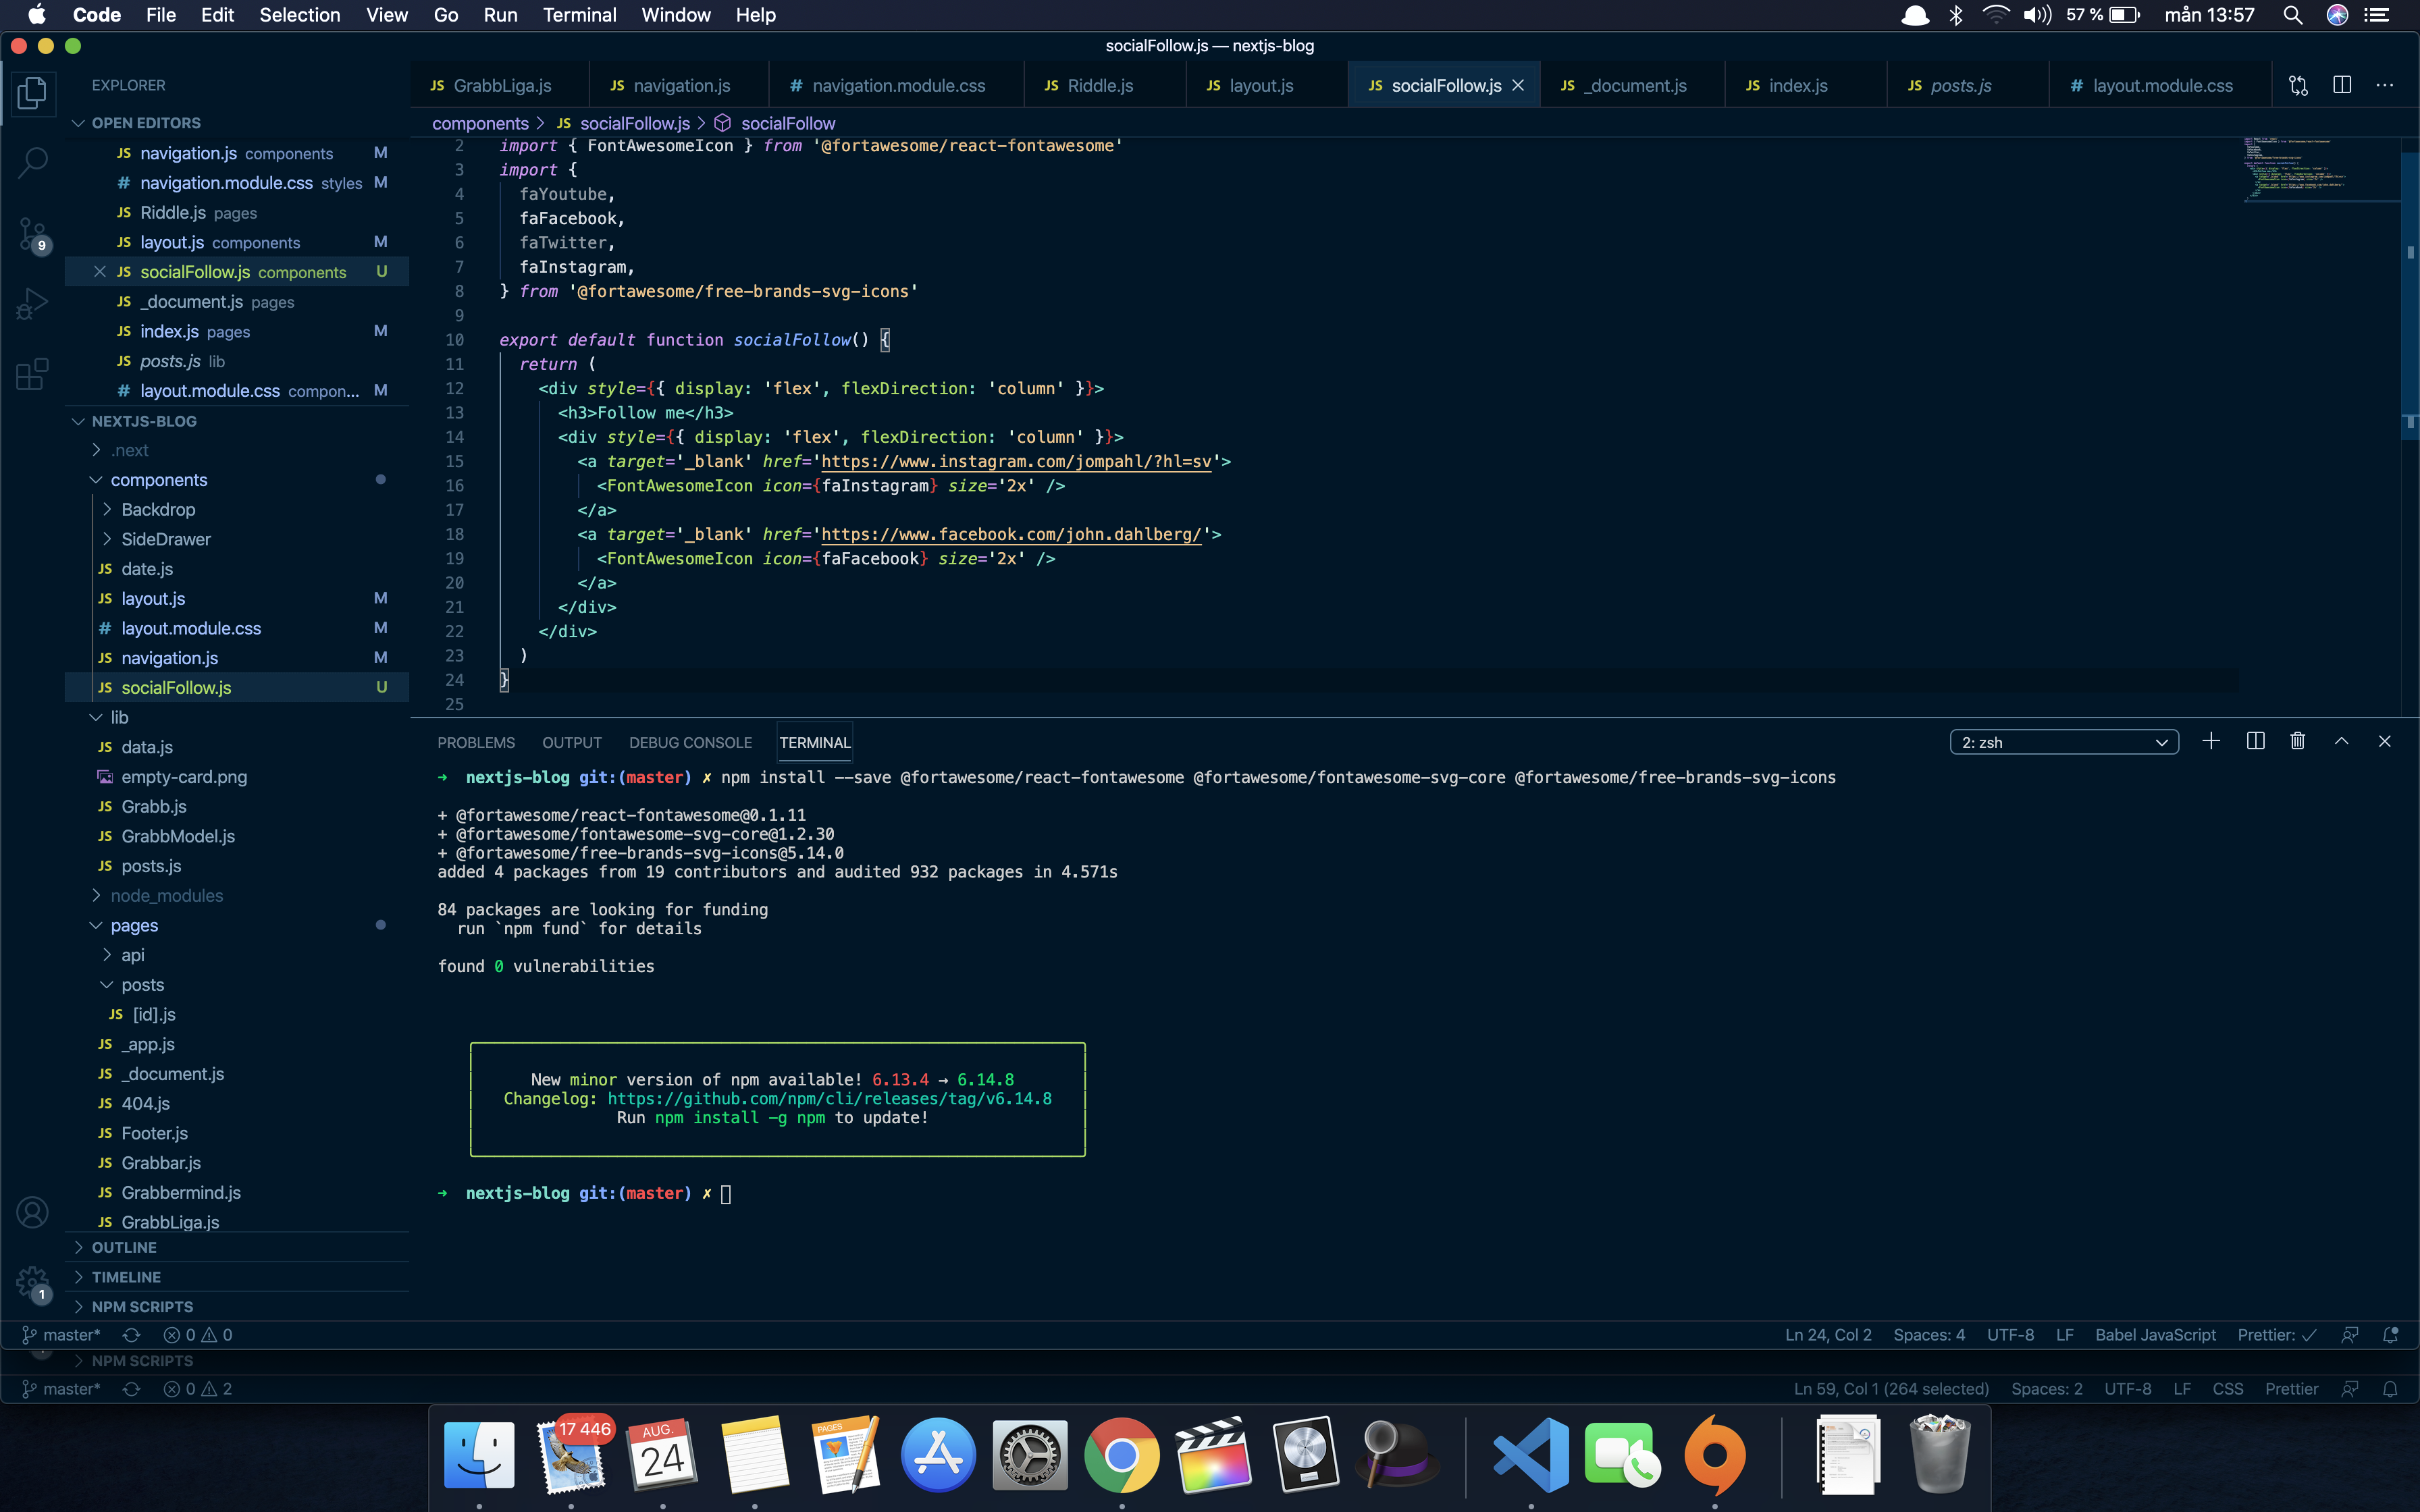 Code File Edit Selection View Go Run Terminal Window Help 57 % mån 13:57
socialFollow.js — nextjs-blog
EXPLORER
OPEN EDITORS
JS navigation.js components M
# navigation.module.css styles M
JS Riddle.js pages
JS layout.js components M
JS socialFollow.js components U
JS _document.js pages
JS index.js pages M
JS posts.js lib
# layout.module.css compon... M
NEXTJS-BLOG
.next
components
Backdrop
SideDrawer
JS date.js
JS layout.js M
# layout.module.css M
JS navigation.js M
JS socialFollow.js U
lib
JS data.js
empty-card.png
JS Grabb.js
JS GrabbModel.js
JS posts.js
node_modules
pages
api
posts
JS [id].js
JS _app.js
JS _document.js
JS 404.js
JS Footer.js
JS Grabbar.js
JS Grabbermind.js
JS GrabbLiga.js
OUTLINE
TIMELINE
NPM SCRIPTS
9
1
JS GrabbLiga.js JS navigation.js # navigation.module.css JS Riddle.js JS layout.js JS socialFollow.js JS _document.js JS index.js JS posts.js # layout.module.css
components > JS socialFollow.js > socialFollow
2 import { FontAwesomeIcon } from '@fortawesome/react-fontawesome'
3 import {
4 faYoutube,
5 faFacebook,
6 faTwitter,
7 faInstagram,
8 } from '@fortawesome/free-brands-svg-icons'
9
10 export default function socialFollow() {
11 return (
12 <div style={{ display: 'flex', flexDirection: 'column' }}>
13 <h3>Follow me</h3>
14 <div style={{ display: 'flex', flexDirection: 'column' }}>
15 <a target='_blank' href='https://www.instagram.com/jompahl/?hl=sv'>
16 <FontAwesomeIcon icon={faInstagram} size='2x' />
17 </a>
18 <a target='_blank' href='https://www.facebook.com/john.dahlberg/'>
19 <FontAwesomeIcon icon={faFacebook} size='2x' />
20 </a>
21 </div>
22 </div>
23 )
24 }
25
PROBLEMS OUTPUT DEBUG CONSOLE TERMINAL 2: zsh
➜ nextjs-blog git:(master) ✗ npm install --save @fortawesome/react-fontawesome @fortawesome/fontawesome-svg-core @fortawesome/free-brands-svg-icons
+ @fortawesome/react-fontawesome@0.1.11
+ @fortawesome/fontawesome-svg-core@1.2.30
+ @fortawesome/free-brands-svg-icons@5.14.0
added 4 packages from 19 contributors and audited 932 packages in 4.571s
84 packages are looking for funding
run `npm fund` for details
found 0 vulnerabilities
New minor version of npm available! 6.13.4 → 6.14.8
Changelog: https://github.com/npm/cli/releases/tag/v6.14.8
Run npm install -g npm to update!
➜ nextjs-blog git:(master) ✗
master* 0 0 Ln 24, Col 2 Spaces: 4 UTF-8 LF Babel JavaScript Prettier: ✓
NPM SCRIPTS
master* 0 2 Ln 59, Col 1 (264 selected) Spaces: 2 UTF-8 LF CSS Prettier
17 446
AUG.
24
PAGES